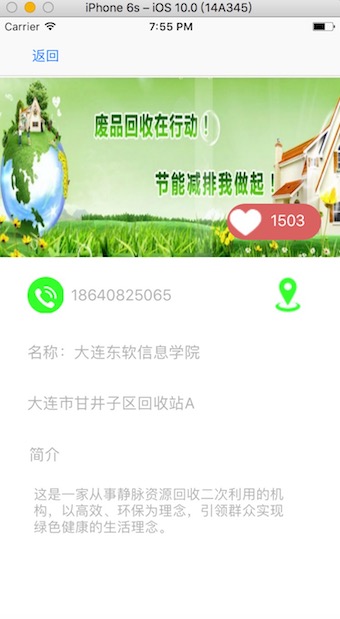 iPhone 6s – iOS 10.0 (14A345)
Carrier 7:55 PM
返回
废品回收在行动！
节能减排我做起！
1503
18640825065
名称：大连东软信息学院
大连市甘井子区回收站A
简介
这是一家从事静脉资源回收二次利用的机
构，以高效、环保为理念，引领群众实现
绿色健康的生活理念。